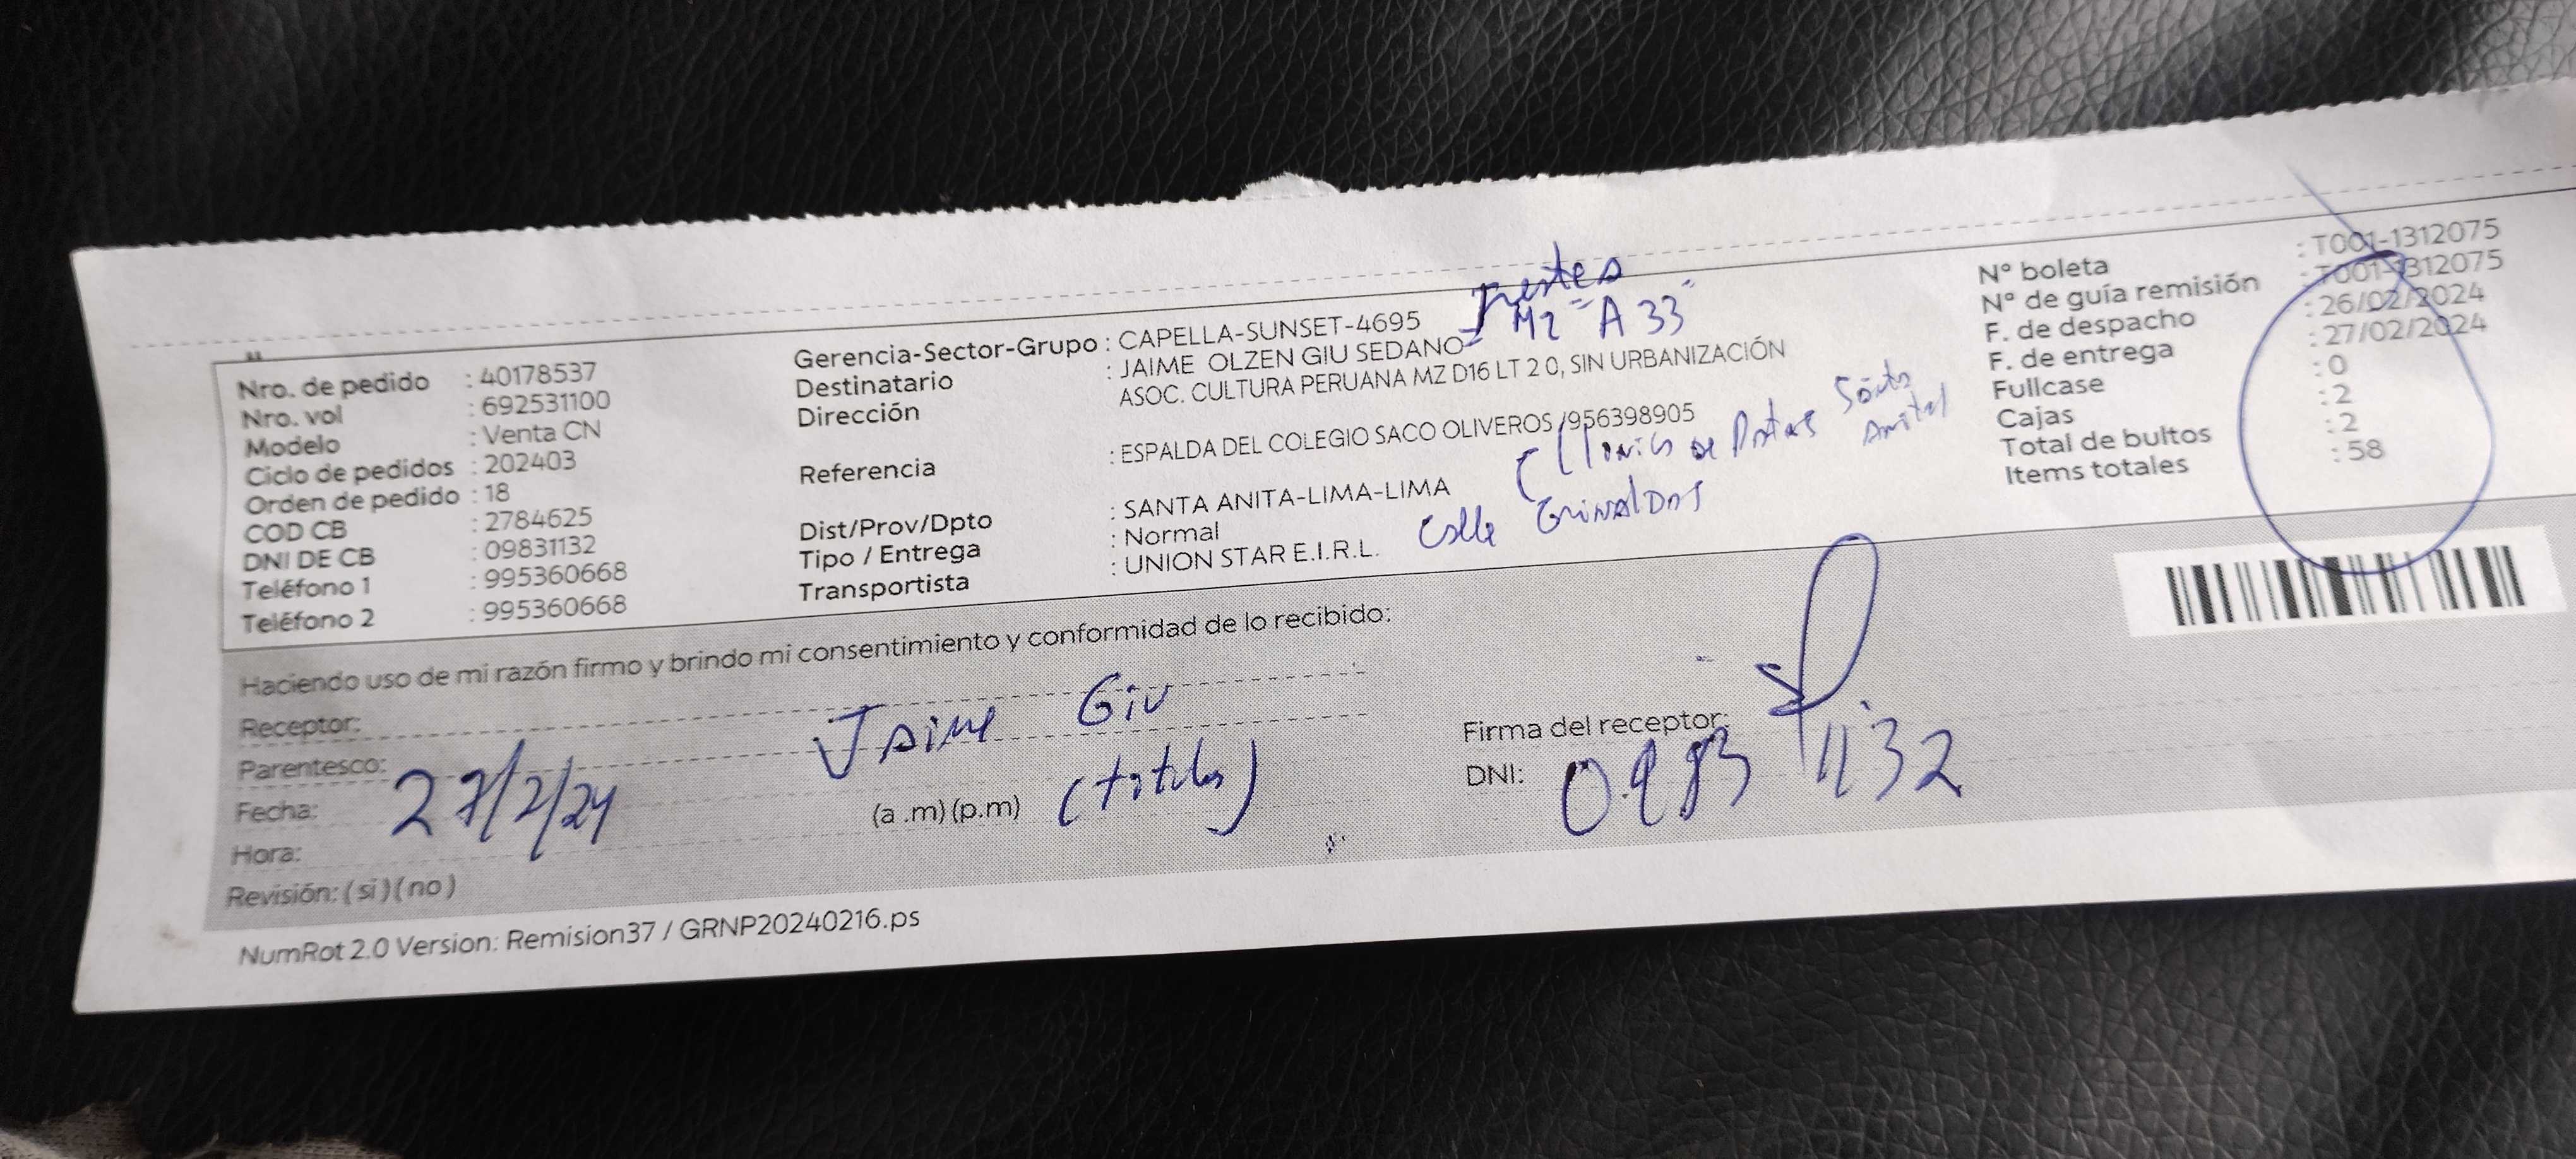 Nro. de pedido : 40178537
Nro. vol : 692531100
Modelo : Venta CN
Ciclo de pedidos : 202403
Orden de pedido : 18
COD CB : 2784625
DNI DE CB : 09831132
Teléfono 1 : 995360668
Teléfono 2 : 995360668
Gerencia-Sector-Grupo : CAPELLA-SUNSET-4695
Destinatario : JAIME OLZEN GIU SEDANO
Dirección ASOC. CULTURA PERUANA MZ D16 LT 2 0, SIN URBANIZACIÓN
Referencia : ESPALDA DEL COLEGIO SACO OLIVEROS /956398905
Dist/Prov/Dpto : SANTA ANITA-LIMA-LIMA
Tipo / Entrega : Normal
Transportista : UNION STAR E.I.R.L.
Mz "A 33"
Calle
N° boleta : T001-1312075
N° de guía remisión : T001-1312075
F. de despacho : 26/02/2024
F. de entrega : 27/02/2024
Fullcase : 0
Cajas : 2
Total de bultos : 2
Items totales : 58
Haciendo uso de mi razón firmo y brindo mi consentimiento y conformidad de lo recibido:
Receptor: Jaime Giu
Parentesco: (titular)
Fecha: 27/2/24
Hora: (a .m) (p.m)
Revisión: ( si ) ( no )
Firma del receptor:
DNI: 09831132
NumRot 2.0 Version: Remision37 / GRNP20240216.ps